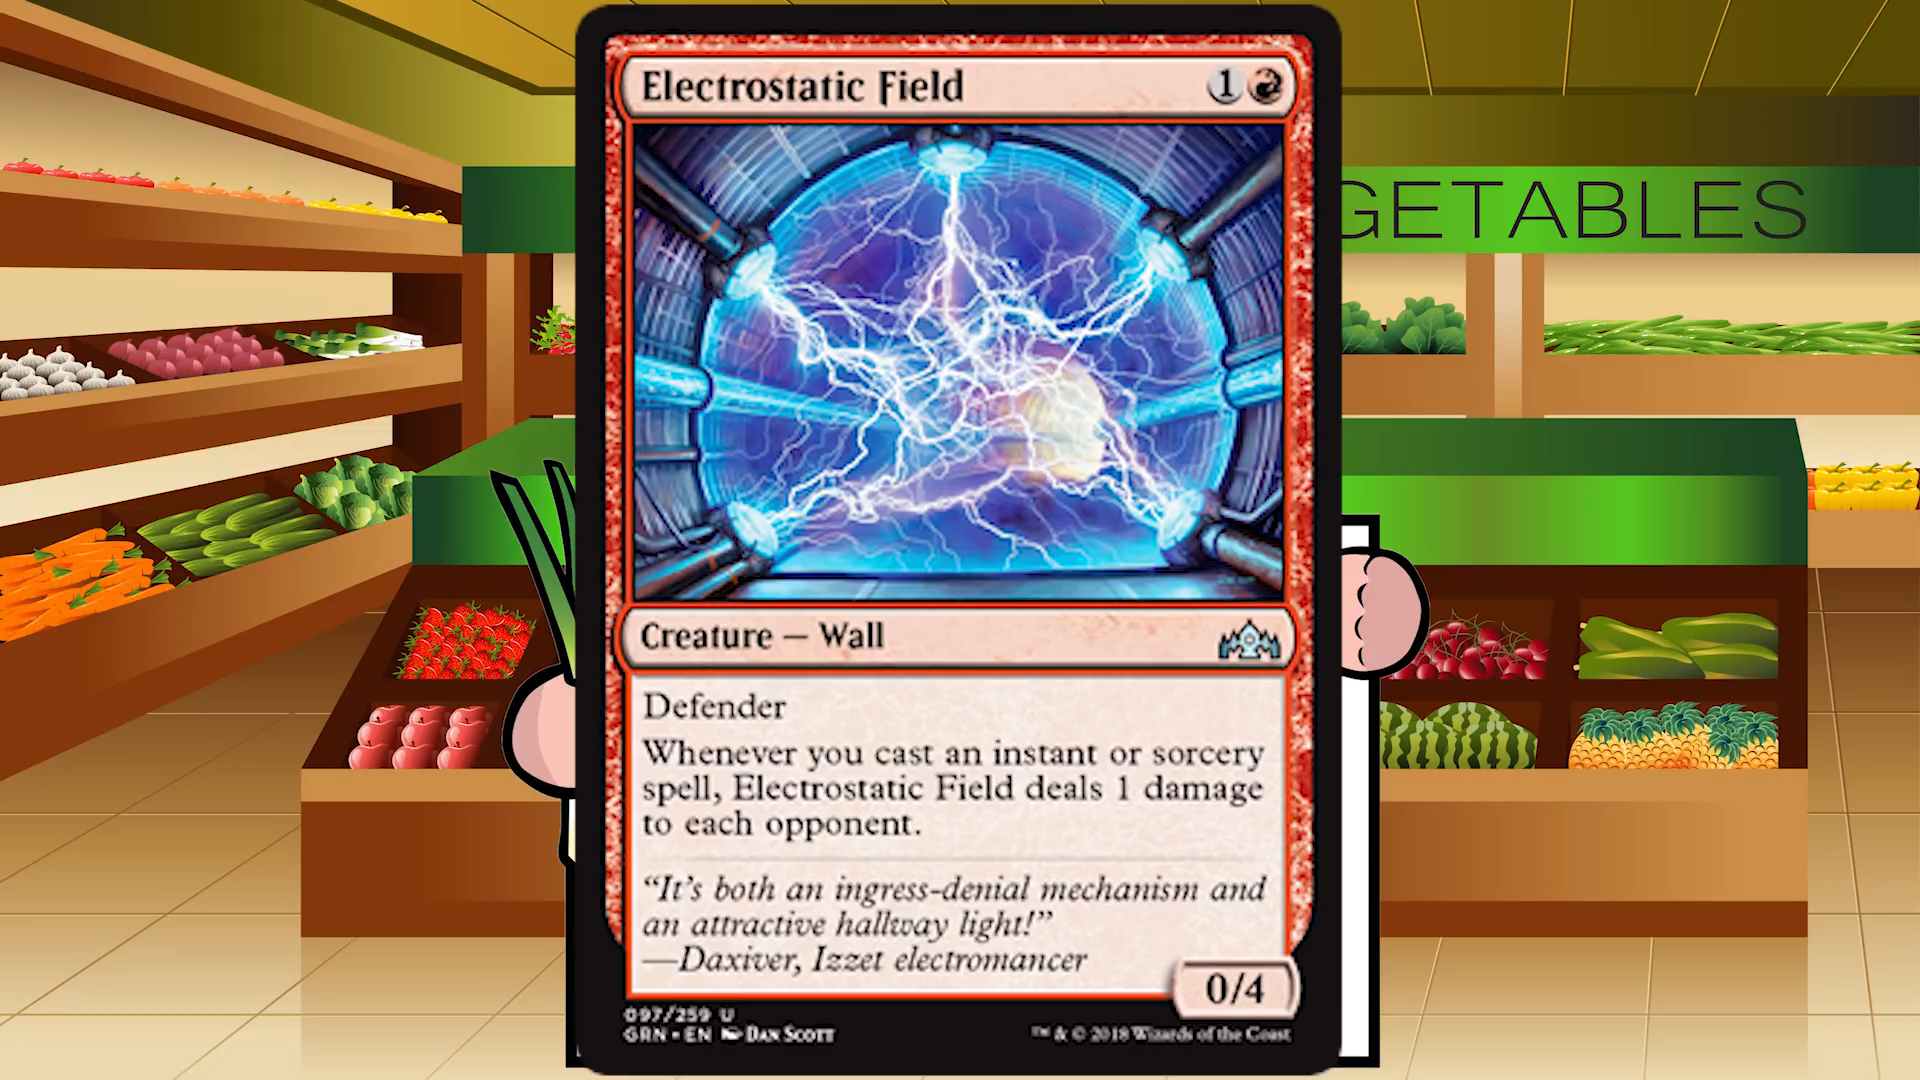 Electrostatic Field 1
GETABLES
Creature — Wall
Defender
Whenever you cast an instant or sorcery
spell, Electrostatic Field deals 1 damage
to each opponent.
“It’s both an ingress-denial mechanism and
an attractive hallway light!”
—Daxiver, Izzet electromancer
0/4
097/259 U
GRN • EN DAN SCOTT
™ & © 2018 Wizards of the Coast